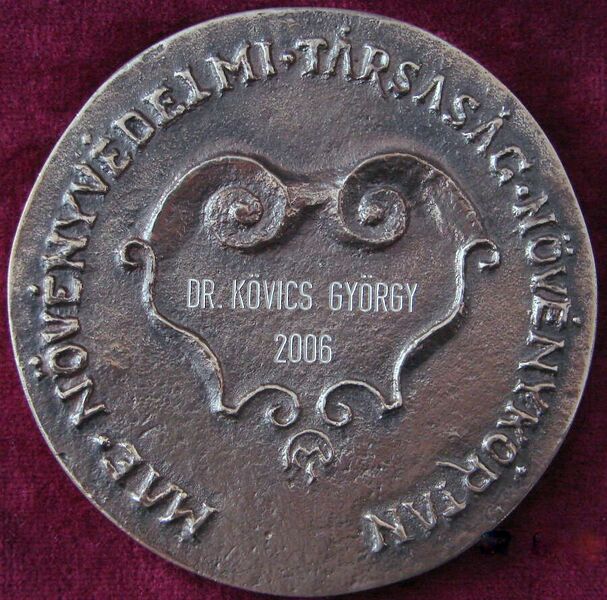 MAE · NÖVÉNYVÉDELMI · TÁRSASÁG · NÖVÉNYKÓRTAN
DR. KÖVICS GYÖRGY
2006